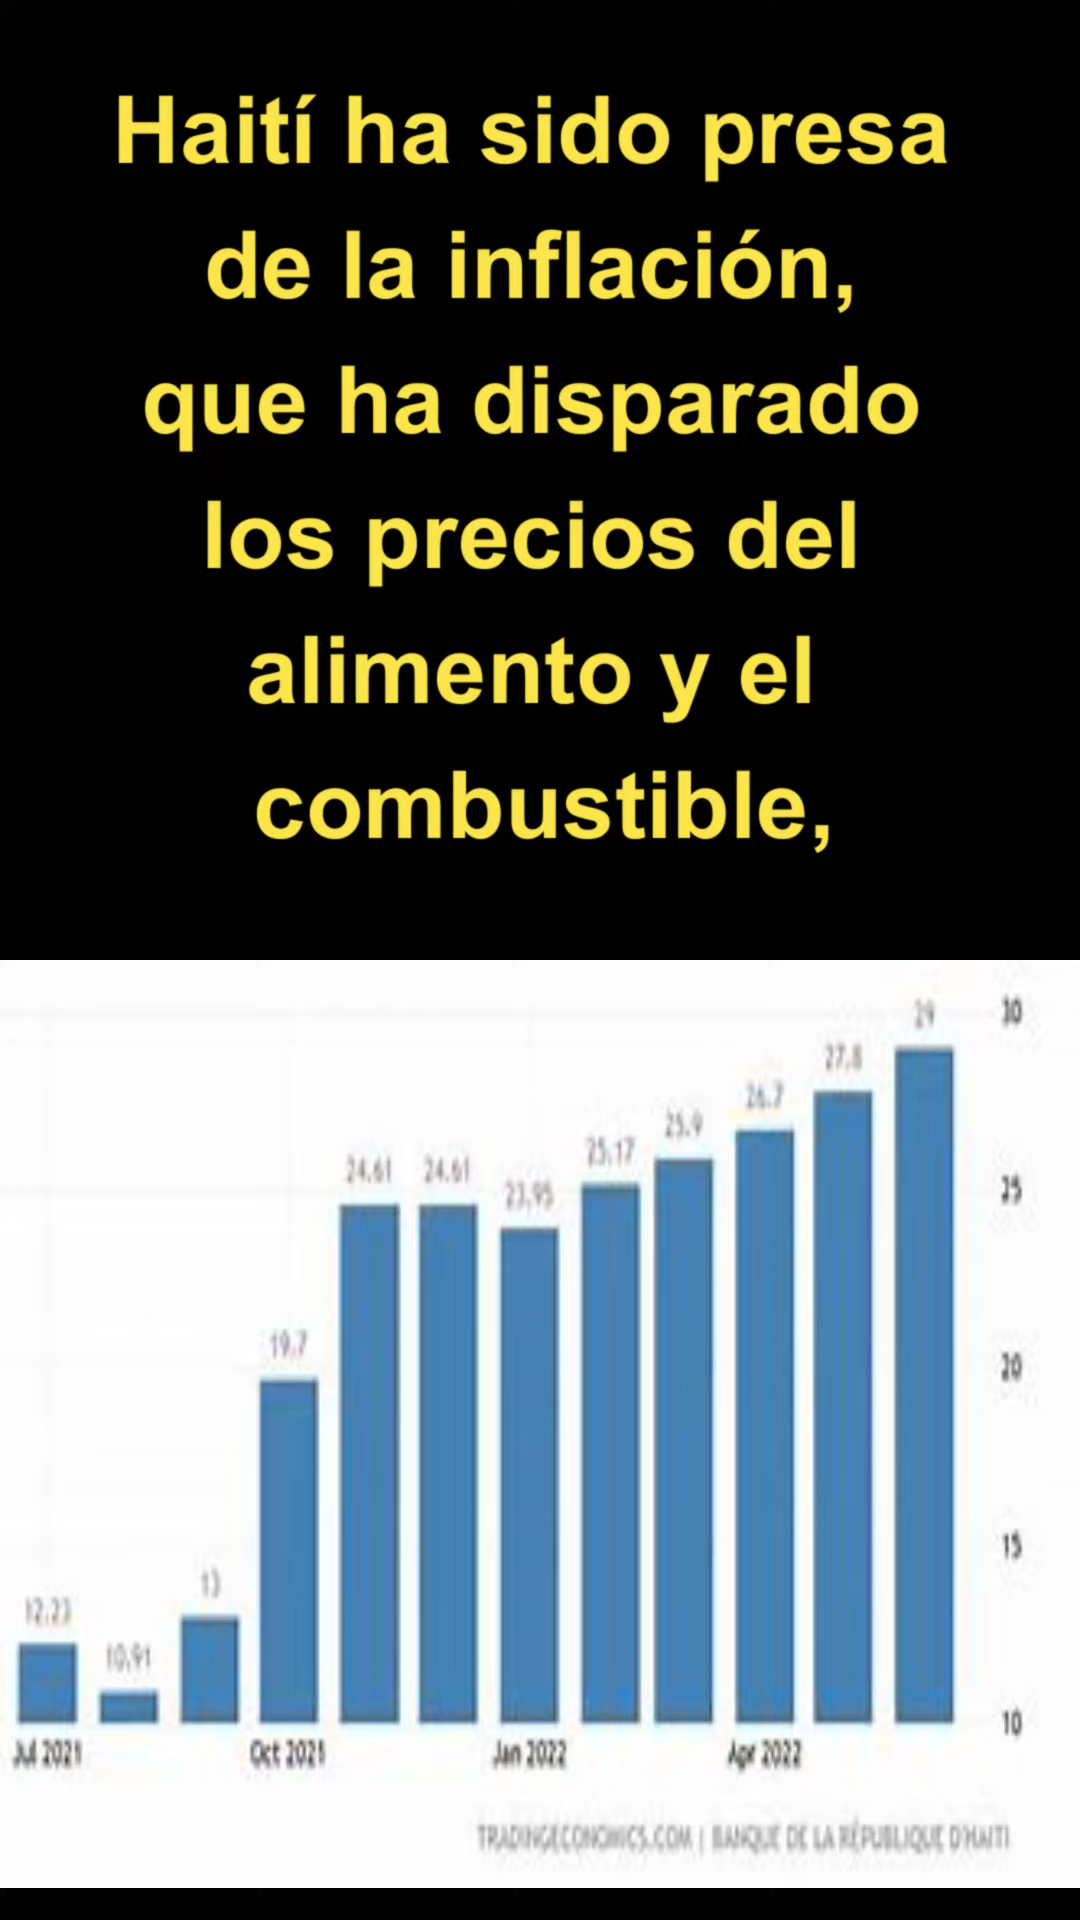 Haití ha sido presa
de la inflación,
que ha disparado
los precios del
alimento y el
combustible,
29
30
27.8
26.7
25.9
25.17
24.61
24.61
23.95
25
19.7
20
15
13
12.23
10.91
10
Jul 2021
Oct 2021
Jan 2022
Apr 2022
TRADINGECONOMICS.COM | BANQUE DE LA RÉPUBLIQUE D'HAITI